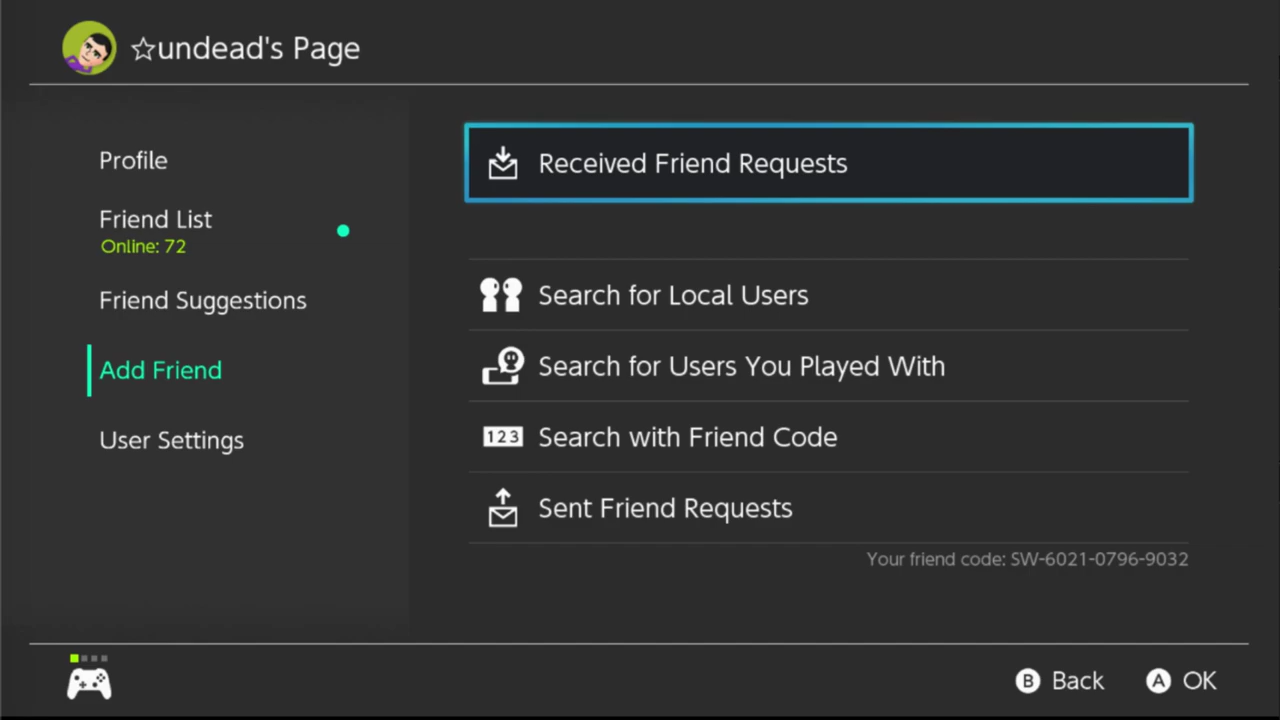 ☆undead's Page
Profile
Friend List
Online: 72
Friend Suggestions
Add Friend
User Settings
Received Friend Requests
Search for Local Users
Search for Users You Played With
123 Search with Friend Code
Sent Friend Requests
Your friend code: SW-6021-0796-9032
B Back A OK